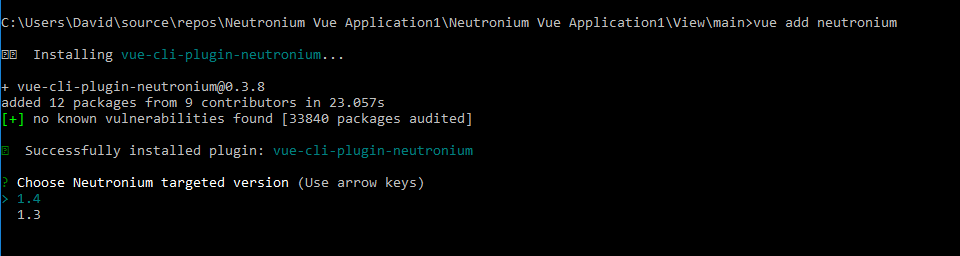 C:\Users\David\source\repos\Neutronium Vue Application1\Neutronium Vue Application1\View\main>vue add neutronium
Installing vue-cli-plugin-neutronium...
+ vue-cli-plugin-neutronium@0.3.8
added 12 packages from 9 contributors in 23.057s
[+] no known vulnerabilities found [33840 packages audited]
Successfully installed plugin: vue-cli-plugin-neutronium
? Choose Neutronium targeted version (Use arrow keys)
> 1.4
1.3